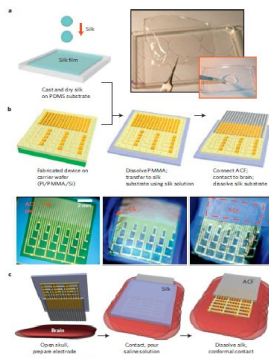 a
Silk
Silk film
Cast and dry silk
on PDMS substrate
b
Fabricated device on
carrier wafer
(PI/PMMA/Si)
Dissolve PMMA;
transfer to silk
substrate using silk solution
Connect ACF;
contact to brain;
dissolve silk substrate
c
Brain
Open skull,
prepare electrode
Silk
Contact, pour
saline solution
ACF
Dissolve silk,
conformal contact